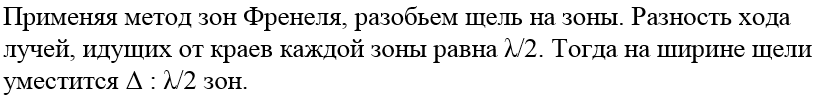 Применяя метод зон Френеля, разобьем щель на зоны. Разность хода
лучей, идущих от краев каждой зоны равна λ/2. Тогда на ширине щели
уместится Δ : λ/2 зон.